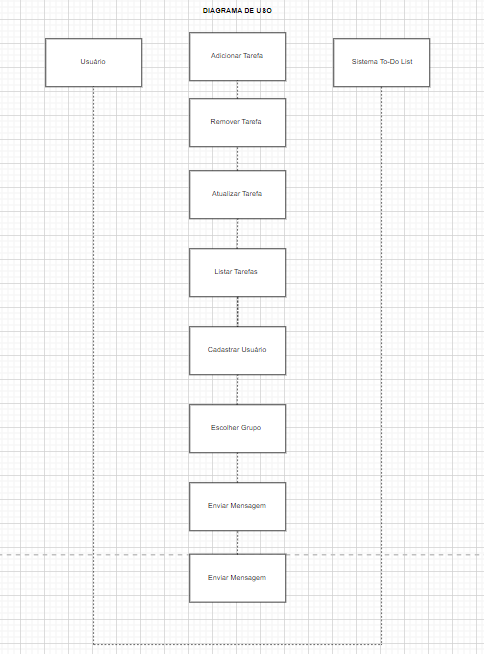 DIAGRAMA DE USO
Usuário
Adicionar Tarefa
Sistema To-Do List
Remover Tarefa
Atualizar Tarefa
Listar Tarefas
Cadastrar Usuário
Escolher Grupo
Enviar Mensagem
Enviar Mensagem